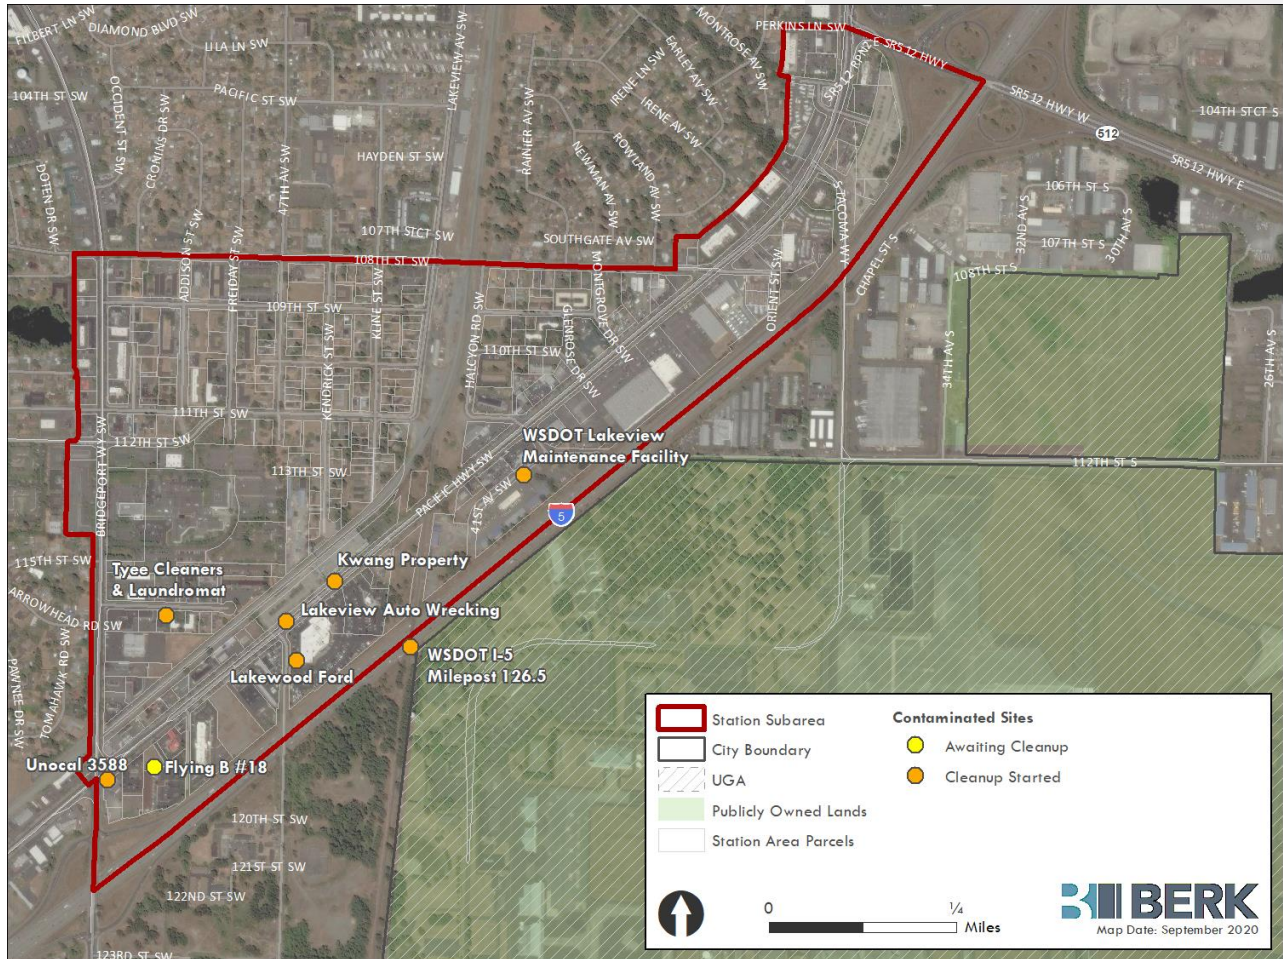 FILBERT LN SW
DIAMOND BLVD SW
LILA LN SW
LAKEVIEW AV SW
MONTROSE AV SW
PERKINS LN SW
EARLEY AV SW
IRENE LN SW
SR512 RPNZ
E SR512 HWY
SR512 HWY W
512
104TH STCT S
SR512 HWY E
104TH ST SW
OCCIDENT ST SW
PACIFIC ST SW
CRONINS DR SW
RAINIER AV SW
IRENE AV SW
ROWLAND AV SW
NEWMAN AV SW
HAYDEN ST SW
47TH AV SW
DOTEN DR SW
106TH ST S
32ND AV S
107TH ST S
30TH AV S
S TACOMA WY
107TH STCT SW
SOUTHGATE AV SW
ADDISON ST SW
FREIDAY ST SW
108TH ST SW
MONTGROVE DR SW
ORIENT ST SW
CHAPEL ST S
108TH ST S
109TH ST SW
KLINE ST SW
HALCYON RD SW
GLENROSE DR SW
110TH ST SW
34TH AV S
26TH AV S
KENDRICK ST SW
111TH ST SW
112TH ST SW
BRIDGEPORT WY SW
113TH ST SW
PACIFIC HWY SW
41ST AV SW
WSDOT Lakeview
Maintenance Facility
112TH ST S
5
115TH ST SW
Tyee Cleaners
& Laundromat
Kwang Property
ARROWHEAD RD SW
Lakeview Auto Wrecking
TOMAHAWK RD SW
PAWNEE DR SW
Lakewood Ford
WSDOT I-5
Milepost 126.5
Unocal 3588
Flying B #18
120TH ST SW
121ST ST SW
122ND ST SW
123RD ST SW
Station Subarea
City Boundary
UGA
Publicly Owned Lands
Station Area Parcels
Contaminated Sites
Awaiting Cleanup
Cleanup Started
0
¼
Miles
BERK
Map Date: September 2020